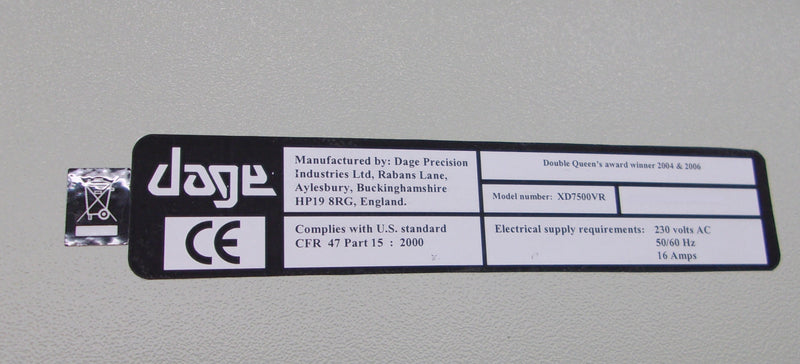 dage
CE
Manufactured by: Dage Precision
Industries Ltd, Rabans Lane,
Aylesbury, Buckinghamshire
HP19 8RG, England.
Complies with U.S. standard
CFR 47 Part 15 : 2000
Double Queen's award winner 2004 & 2006
Model number: XD7500VR
Electrical supply requirements: 230 volts AC
50/60 Hz
16 Amps